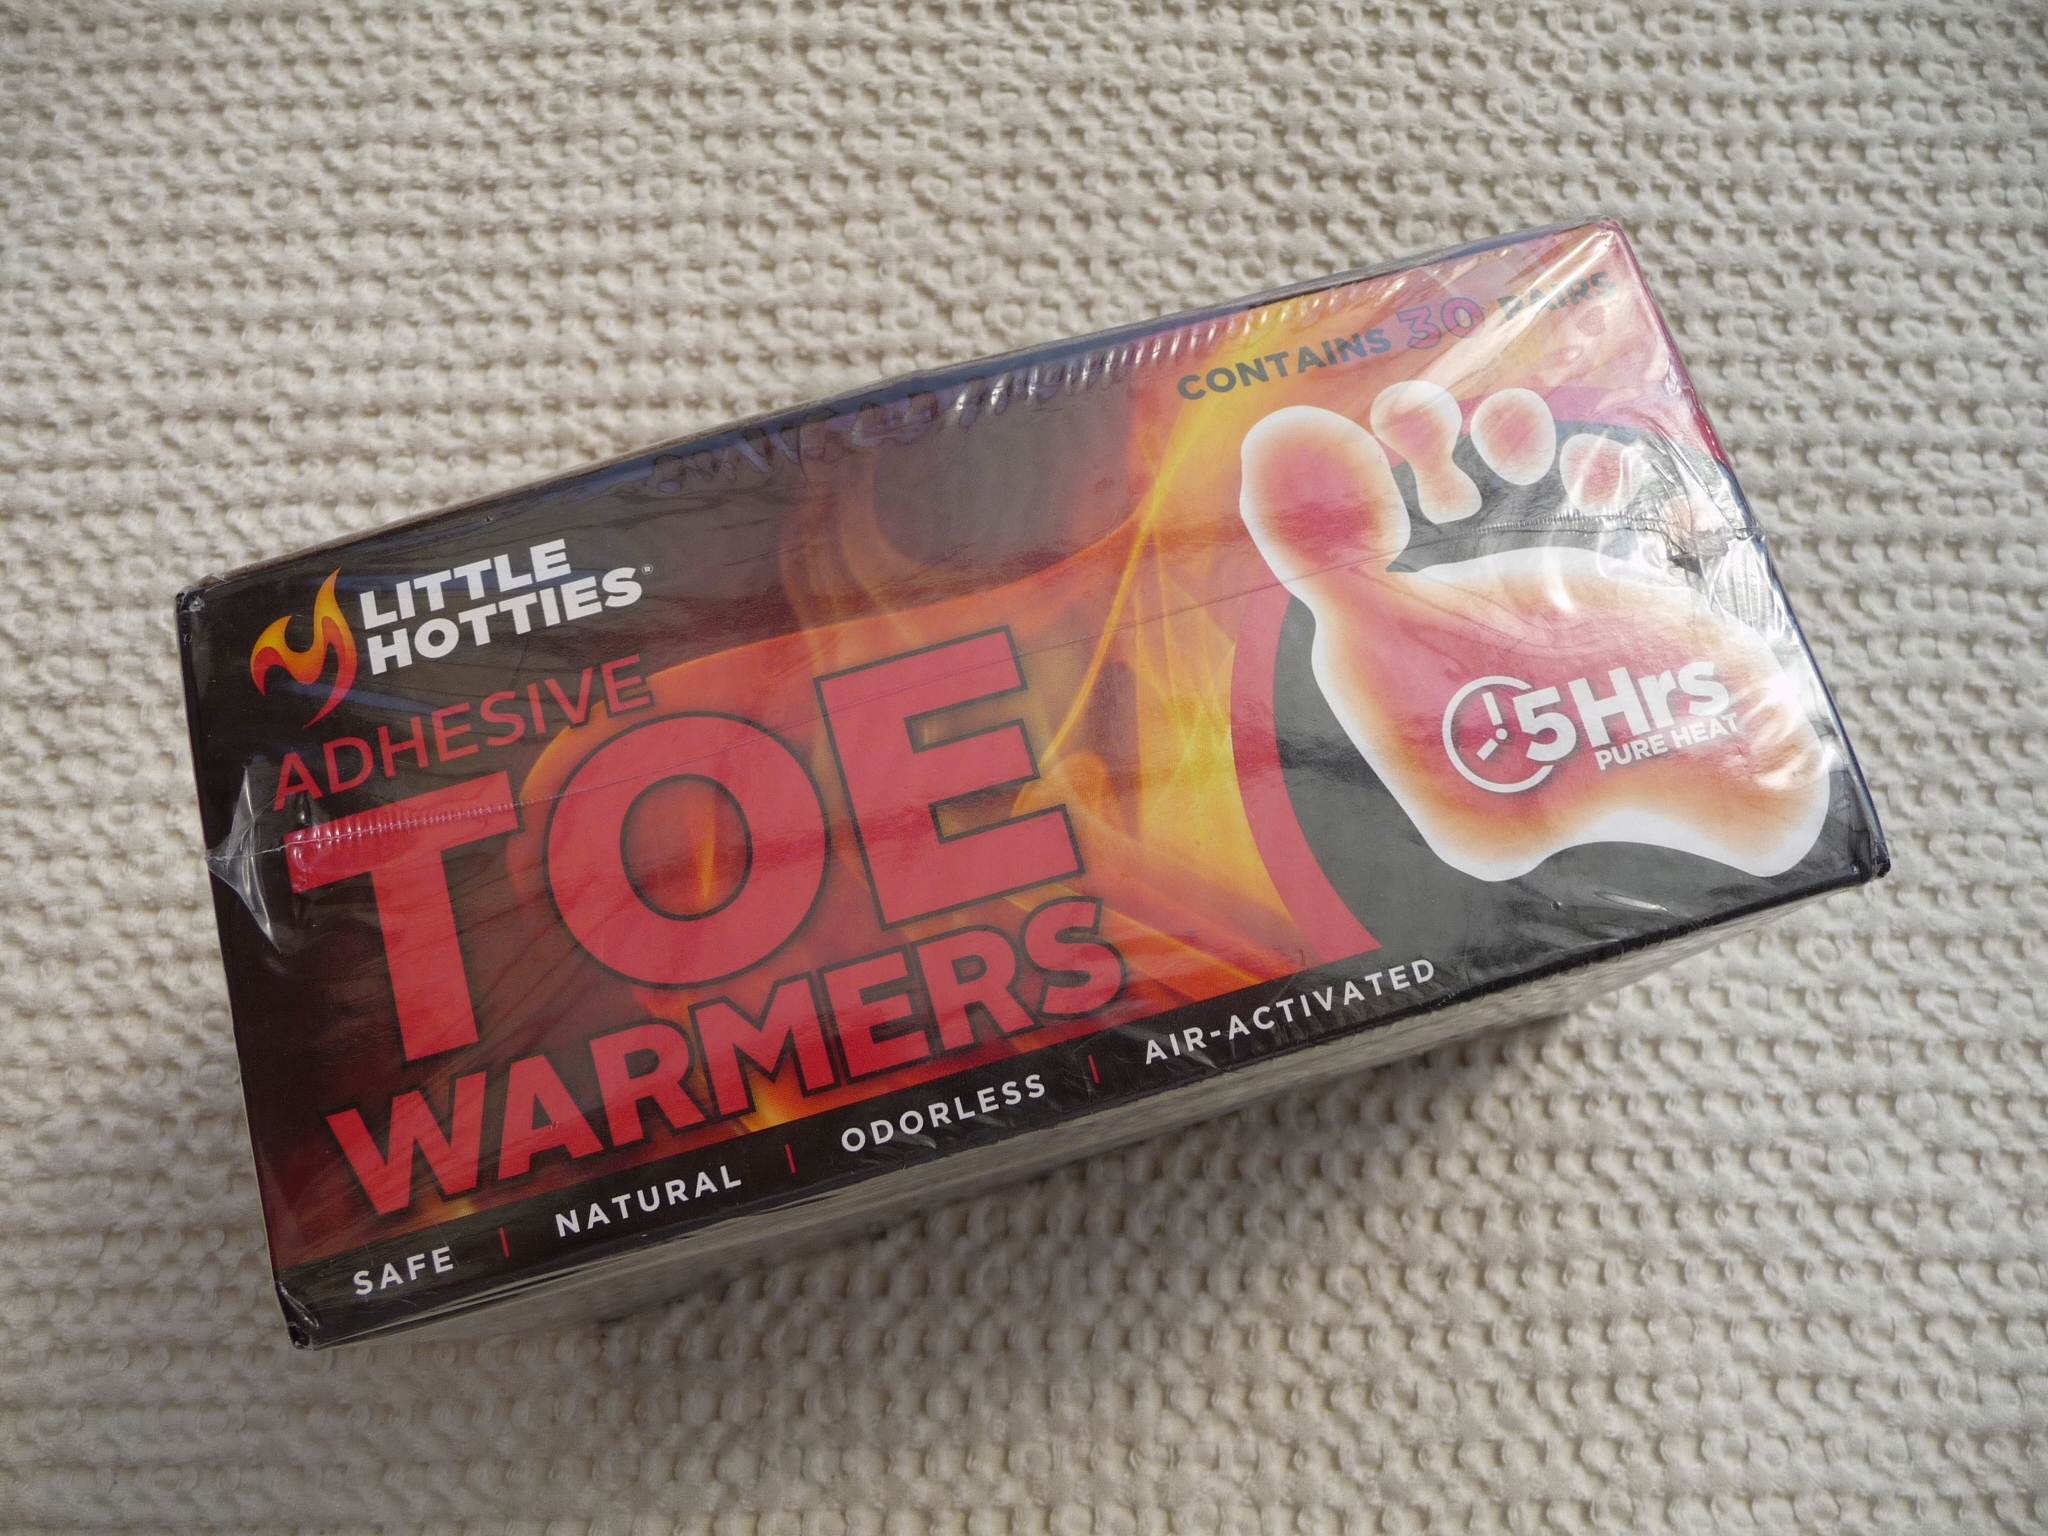 CONTAINS 30 PAIRS
LITTLE
HOTTIES®
ADHESIVE
TOE
WARMERS
5Hrs
PURE HEAT
SAFE | NATURAL | ODORLESS | AIR-ACTIVATED